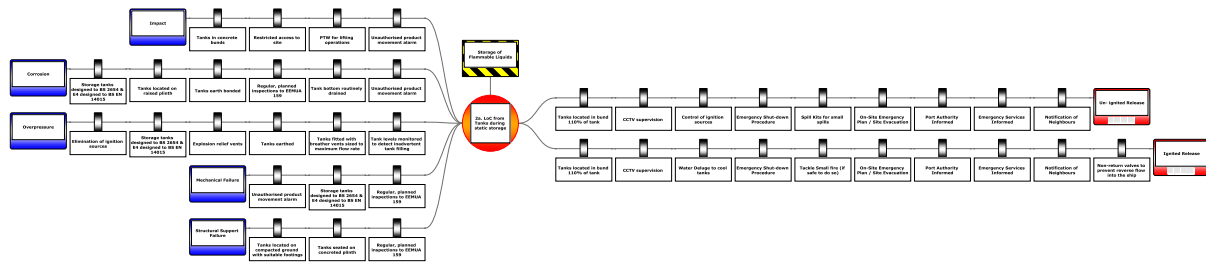 Impact
Tanks in concrete
bunds
Restricted access to
site
PTW for lifting
operations
Unauthorised product
movement alarm
Corrosion
Storage tanks
designed to BS 2654 &
E4 designed to BS EN
14015
Tanks located on
raised plinth
Tanks earth bonded
Regular, planned
inspections to EEMUA
159
Tank bottom routinely
drained
Unauthorised product
movement alarm
Overpressure
Elimination of ignition
sources
Storage tanks
designed to BS 2654 &
E4 designed to BS EN
14015
Explosion relief vents
Tanks earthed
Tanks fitted with
breather vents sized to
maximum flow rate
Tank levels monitored
to detect inadvertent
tank filling
Mechanical Failure
Unauthorised product
movement alarm
Storage tanks
designed to BS 2654 &
E4 designed to BS EN
14015
Regular, planned
inspections to EEMUA
159
Structural Support
Failure
Tanks located on
compacted ground
with suitable footings
Tanks seated on
concreted plinth
Regular, planned
inspections to EEMUA
159
Storage of
Flammable Liquids
2a. LoC from
Tanks during
static storage
Tanks located in bund
110% of tank
CCTV supervision
Control of ignition
sources
Emergency Shut-down
Procedure
Spill Kits for small
spills
On-Site Emergency
Plan / Site Evacuation
Port Authority
Informed
Emergency Services
Informed
Notification of
Neighbours
Un- Ignited Release
Tanks located in bund
110% of tank
CCTV supervision
Water Deluge to cool
tanks
Emergency Shut-down
Procedure
Tackle Small fire (if
safe to do so)
On-Site Emergency
Plan / Site Evacuation
Port Authority
Informed
Emergency Services
Informed
Notification of
Neighbours
Non-return valves to
prevent reverse flow
into the ship
Ignited Release